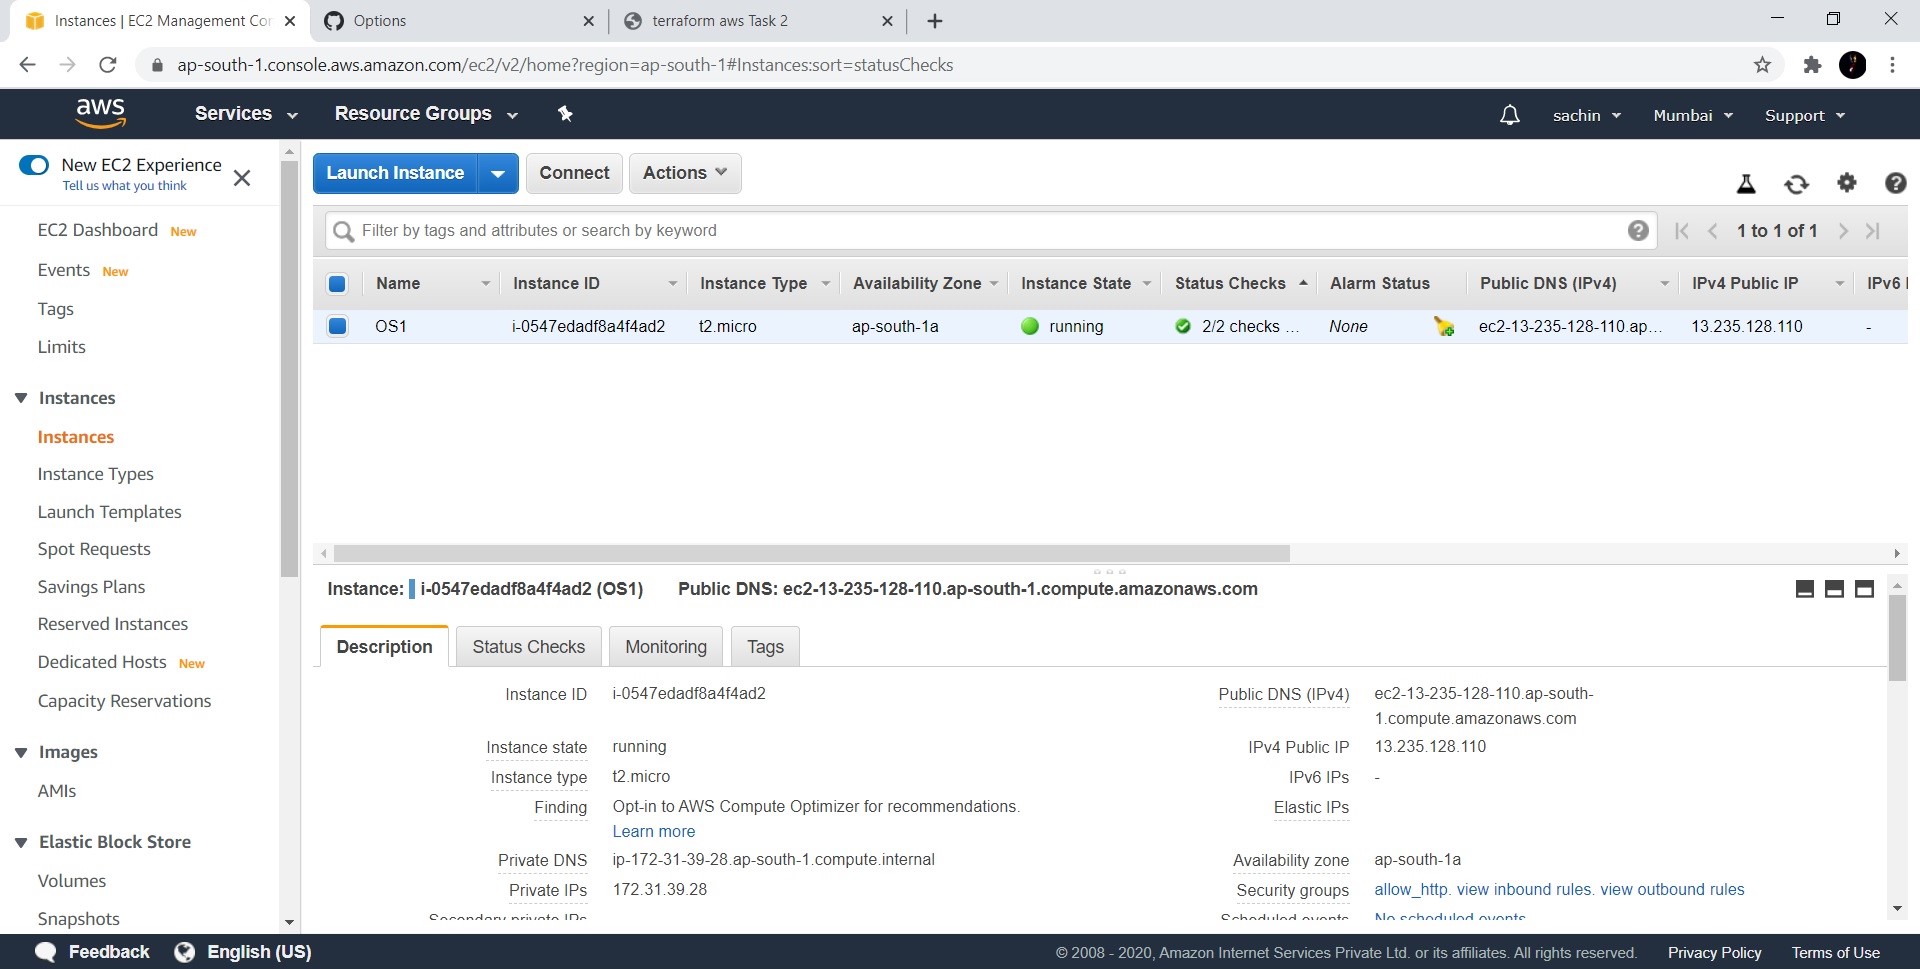 Instances | EC2 Management Con
Options
terraform aws Task 2
ap-south-1.console.aws.amazon.com/ec2/v2/home?region=ap-south-1#Instances:sort=statusChecks
aws
Services
Resource Groups
sachin
Mumbai
Support
New EC2 Experience
Tell us what you think
EC2 Dashboard New
Events New
Tags
Limits
Instances
Instances
Instance Types
Launch Templates
Spot Requests
Savings Plans
Reserved Instances
Dedicated Hosts New
Capacity Reservations
Images
AMIs
Elastic Block Store
Volumes
Snapshots
Launch Instance
Connect
Actions
Filter by tags and attributes or search by keyword
1 to 1 of 1
Name Instance ID Instance Type Availability Zone Instance State Status Checks Alarm Status Public DNS (IPv4) IPv4 Public IP IPv6 I
OS1 i-0547edadf8a4f4ad2 t2.micro ap-south-1a running 2/2 checks ... None ec2-13-235-128-110.ap... 13.235.128.110 -
Instance: i-0547edadf8a4f4ad2 (OS1) Public DNS: ec2-13-235-128-110.ap-south-1.compute.amazonaws.com
Description
Status Checks
Monitoring
Tags
Instance ID i-0547edadf8a4f4ad2
Instance state running
Instance type t2.micro
Finding Opt-in to AWS Compute Optimizer for recommendations.
Learn more
Private DNS ip-172-31-39-28.ap-south-1.compute.internal
Private IPs 172.31.39.28
Secondary private IPs
Public DNS (IPv4) ec2-13-235-128-110.ap-south-
1.compute.amazonaws.com
IPv4 Public IP 13.235.128.110
IPv6 IPs -
Elastic IPs
Availability zone ap-south-1a
Security groups allow_http. view inbound rules. view outbound rules
Scheduled events No scheduled events
Feedback
English (US)
© 2008 - 2020, Amazon Internet Services Private Ltd. or its affiliates. All rights reserved.
Privacy Policy
Terms of Use